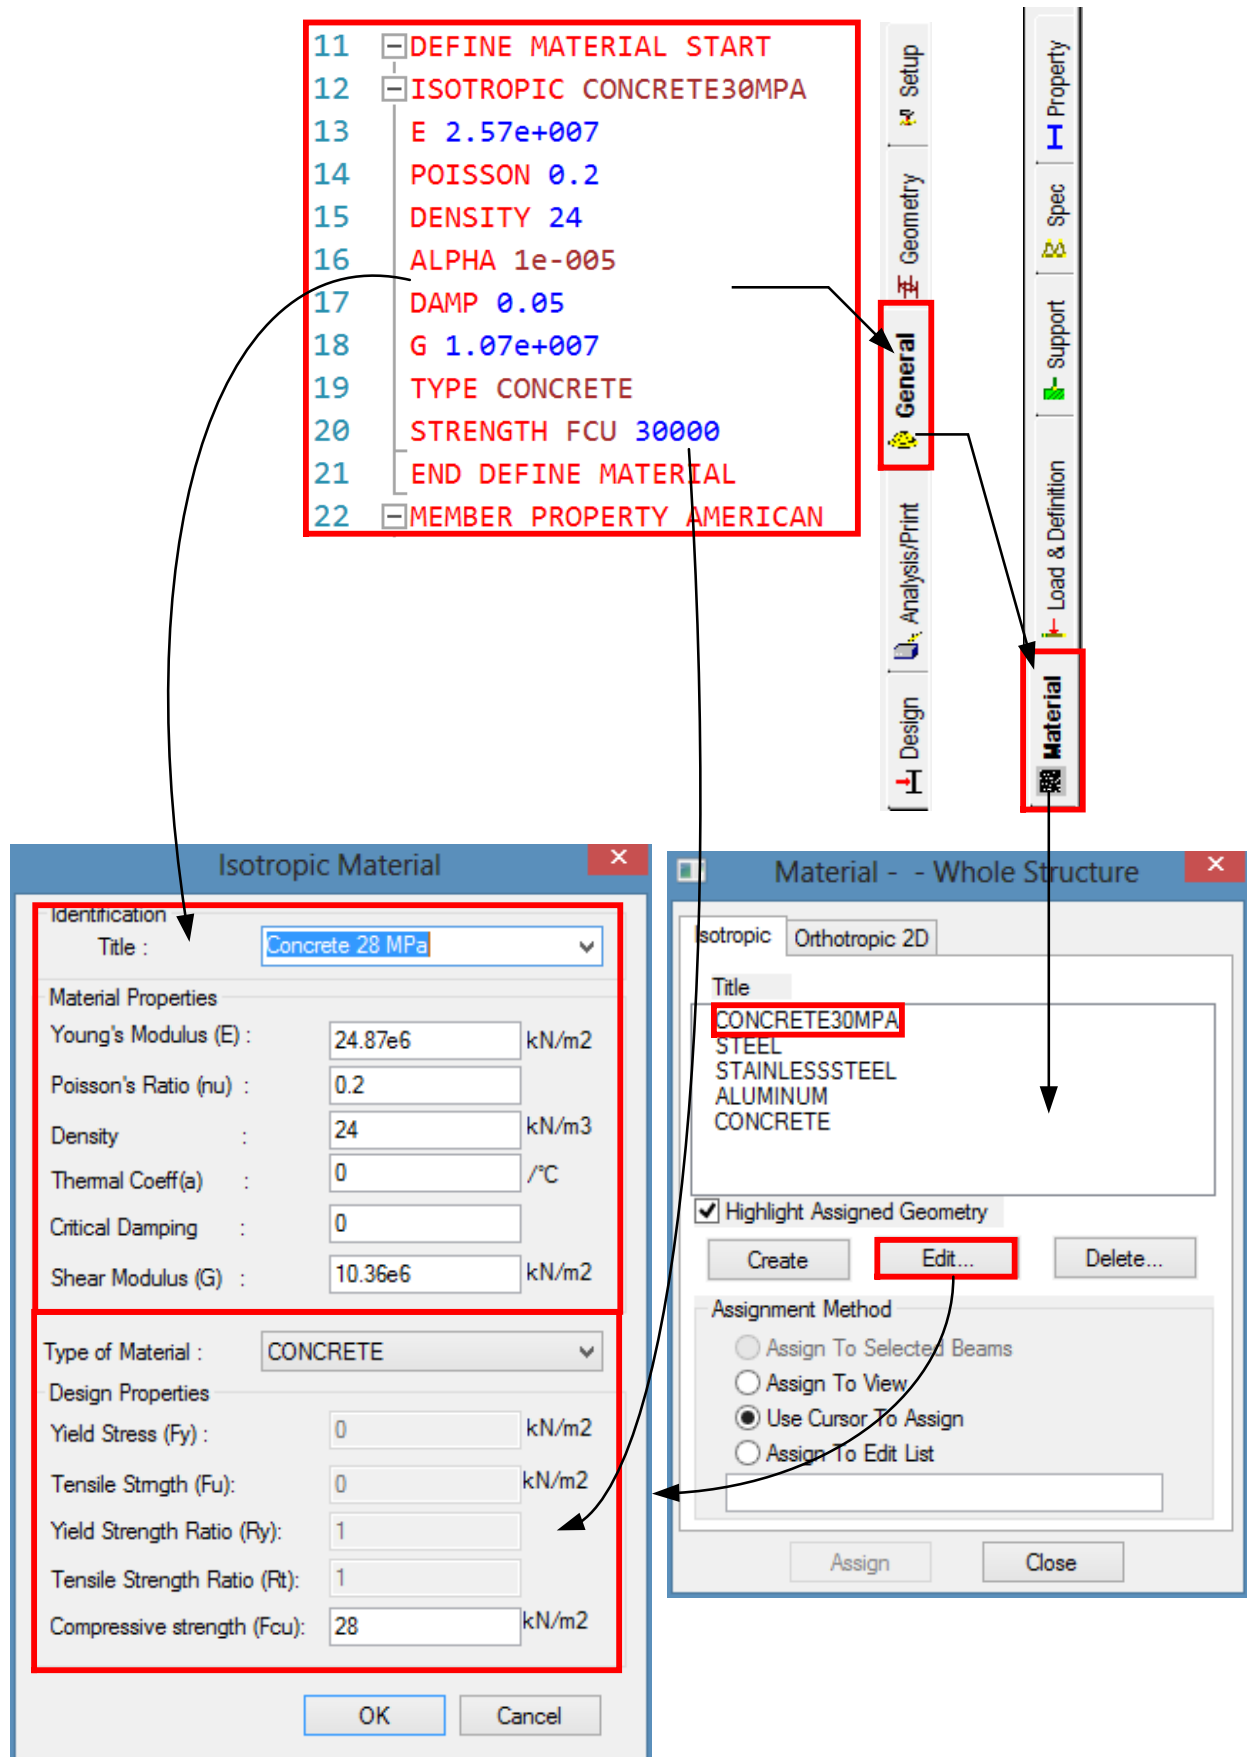 11 DEFINE MATERIAL START
12 ISOTROPIC CONCRETE30MPA
13 E 2.57e+007
14 POISSON 0.2
15 DENSITY 24
16 ALPHA 1e-005
17 DAMP 0.05
18 G 1.07e+007
19 TYPE CONCRETE
20 STRENGTH FCU 30000
21 END DEFINE MATERIAL
22 MEMBER PROPERTY AMERICAN
Setup
Geometry
General
Analysis/Print
Design
Property
Spec
Support
Load & Definition
Material
Isotropic Material
Identification
Title : Concrete 28 MPa
Material Properties
Young's Modulus (E) : 24.87e6 kN/m2
Poisson's Ratio (nu) : 0.2
Density : 24 kN/m3
Thermal Coeff(a) : 0 /°C
Critical Damping : 0
Shear Modulus (G) : 10.36e6 kN/m2
Type of Material : CONCRETE
Design Properties
Yield Stress (Fy) : 0 kN/m2
Tensile Strngth (Fu): 0 kN/m2
Yield Strength Ratio (Ry): 1
Tensile Strength Ratio (Rt): 1
Compressive strength (Fcu): 28 kN/m2
OK Cancel
Material - - Whole Structure
Isotropic Orthotropic 2D
Title
CONCRETE30MPA
STEEL
STAINLESSSTEEL
ALUMINUM
CONCRETE
Highlight Assigned Geometry
Create Edit... Delete...
Assignment Method
Assign To Selected Beams
Assign To View
Use Cursor To Assign
Assign To Edit List
Assign Close